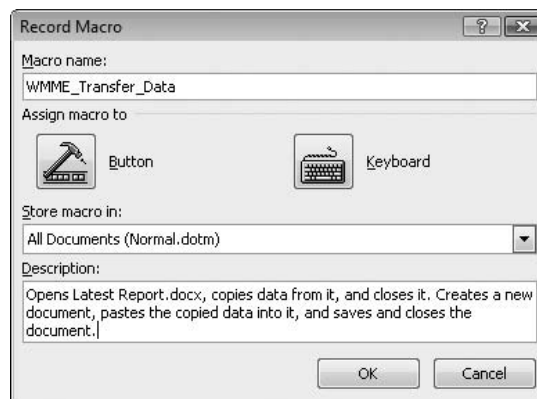 Record Macro
Macro name:
WMME_Transfer_Data
Assign macro to
Button
Keyboard
Store macro in:
All Documents (Normal.dotm)
Description:
Opens Latest Report.docx, copies data from it, and closes it. Creates a new
document, pastes the copied data into it, and saves and closes the
document.
OK Cancel